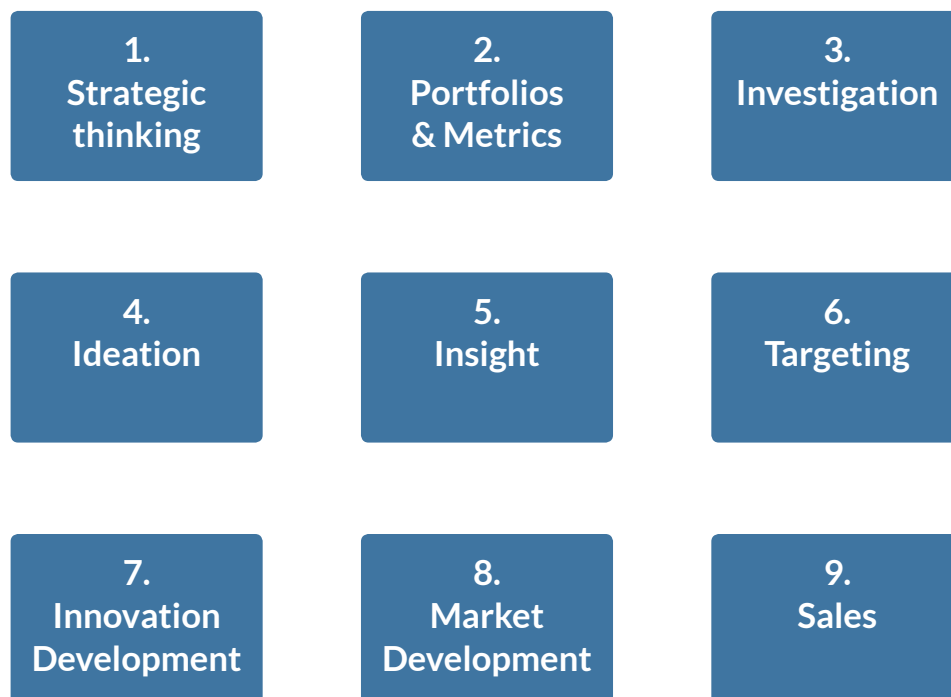 1.
Strategic
thinking
2.
Portfolios
& Metrics
3.
Investigation
4.
Ideation
5.
Insight
6.
Targeting
7.
Innovation
Development
8.
Market
Development
9.
Sales